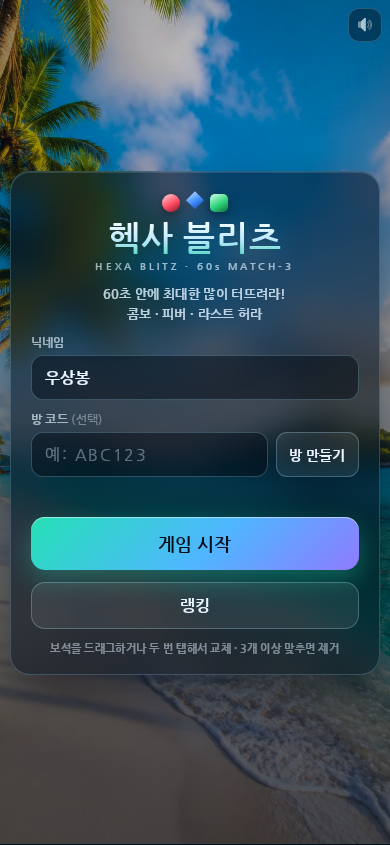 헥사 블리츠
HEXA BLITZ · 60s MATCH-3
60초 안에 최대한 많이 터뜨려라!
콤보 · 피버 · 라스트 허라
닉네임
우상봉
방 코드 (선택)
예: ABC123
방 만들기
게임 시작
랭킹
보석을 드래그하거나 두 번 탭해서 교체 · 3개 이상 맞추면 제거